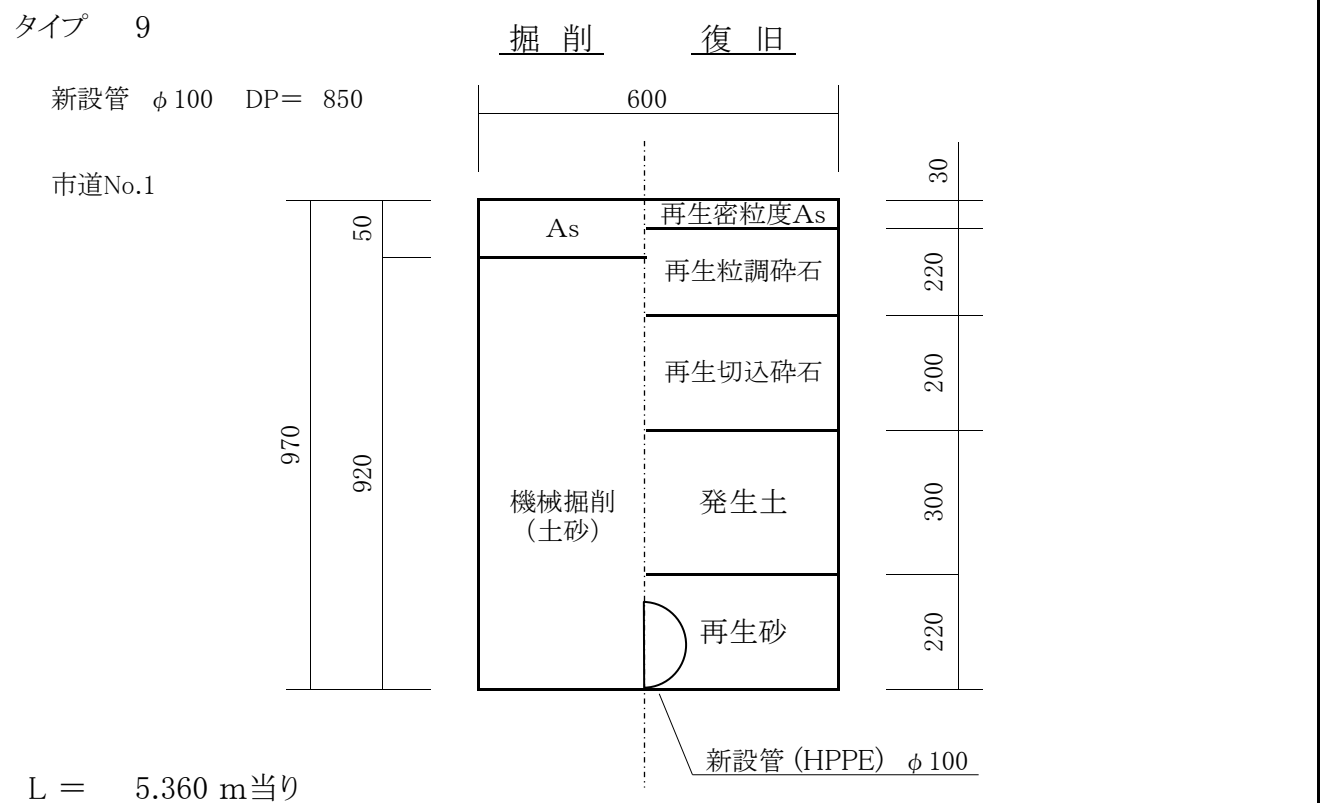 タイプ 9
掘 削 復 旧
新設管 φ100 DP= 850
600
市道No.1
30
50
As
再生密粒度As
再生粒調砕石
220
再生切込砕石
200
970
920
機械掘削
(土砂)
発生土
300
再生砂
220
新設管 (HPPE) φ100
L = 5.360 m当り